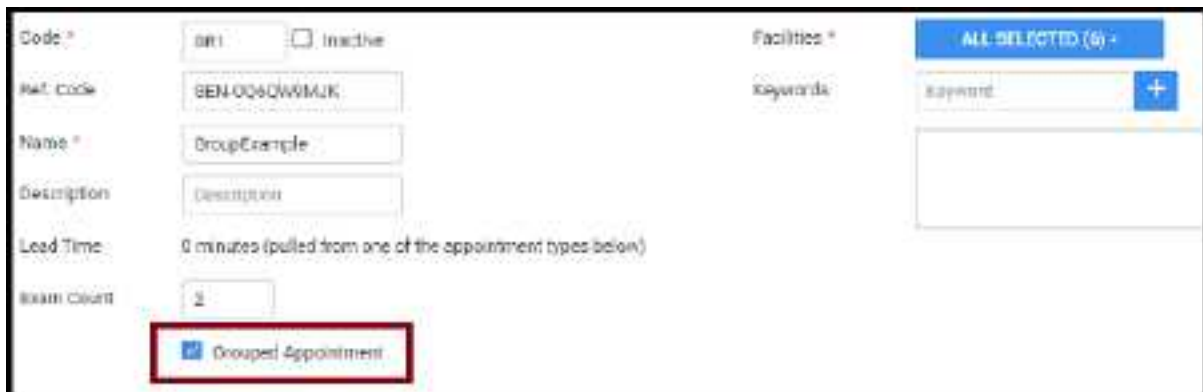 Code *
GR1
Inactive
Ref. Code
Name *
GroupExample
Description
Description
Lead Time
0 minutes (pulled from one of the appointment types below)
Exam Count
2
Grouped Appointment
Facilities *
ALL SELECTED (6)
Keywords
Keyword
+